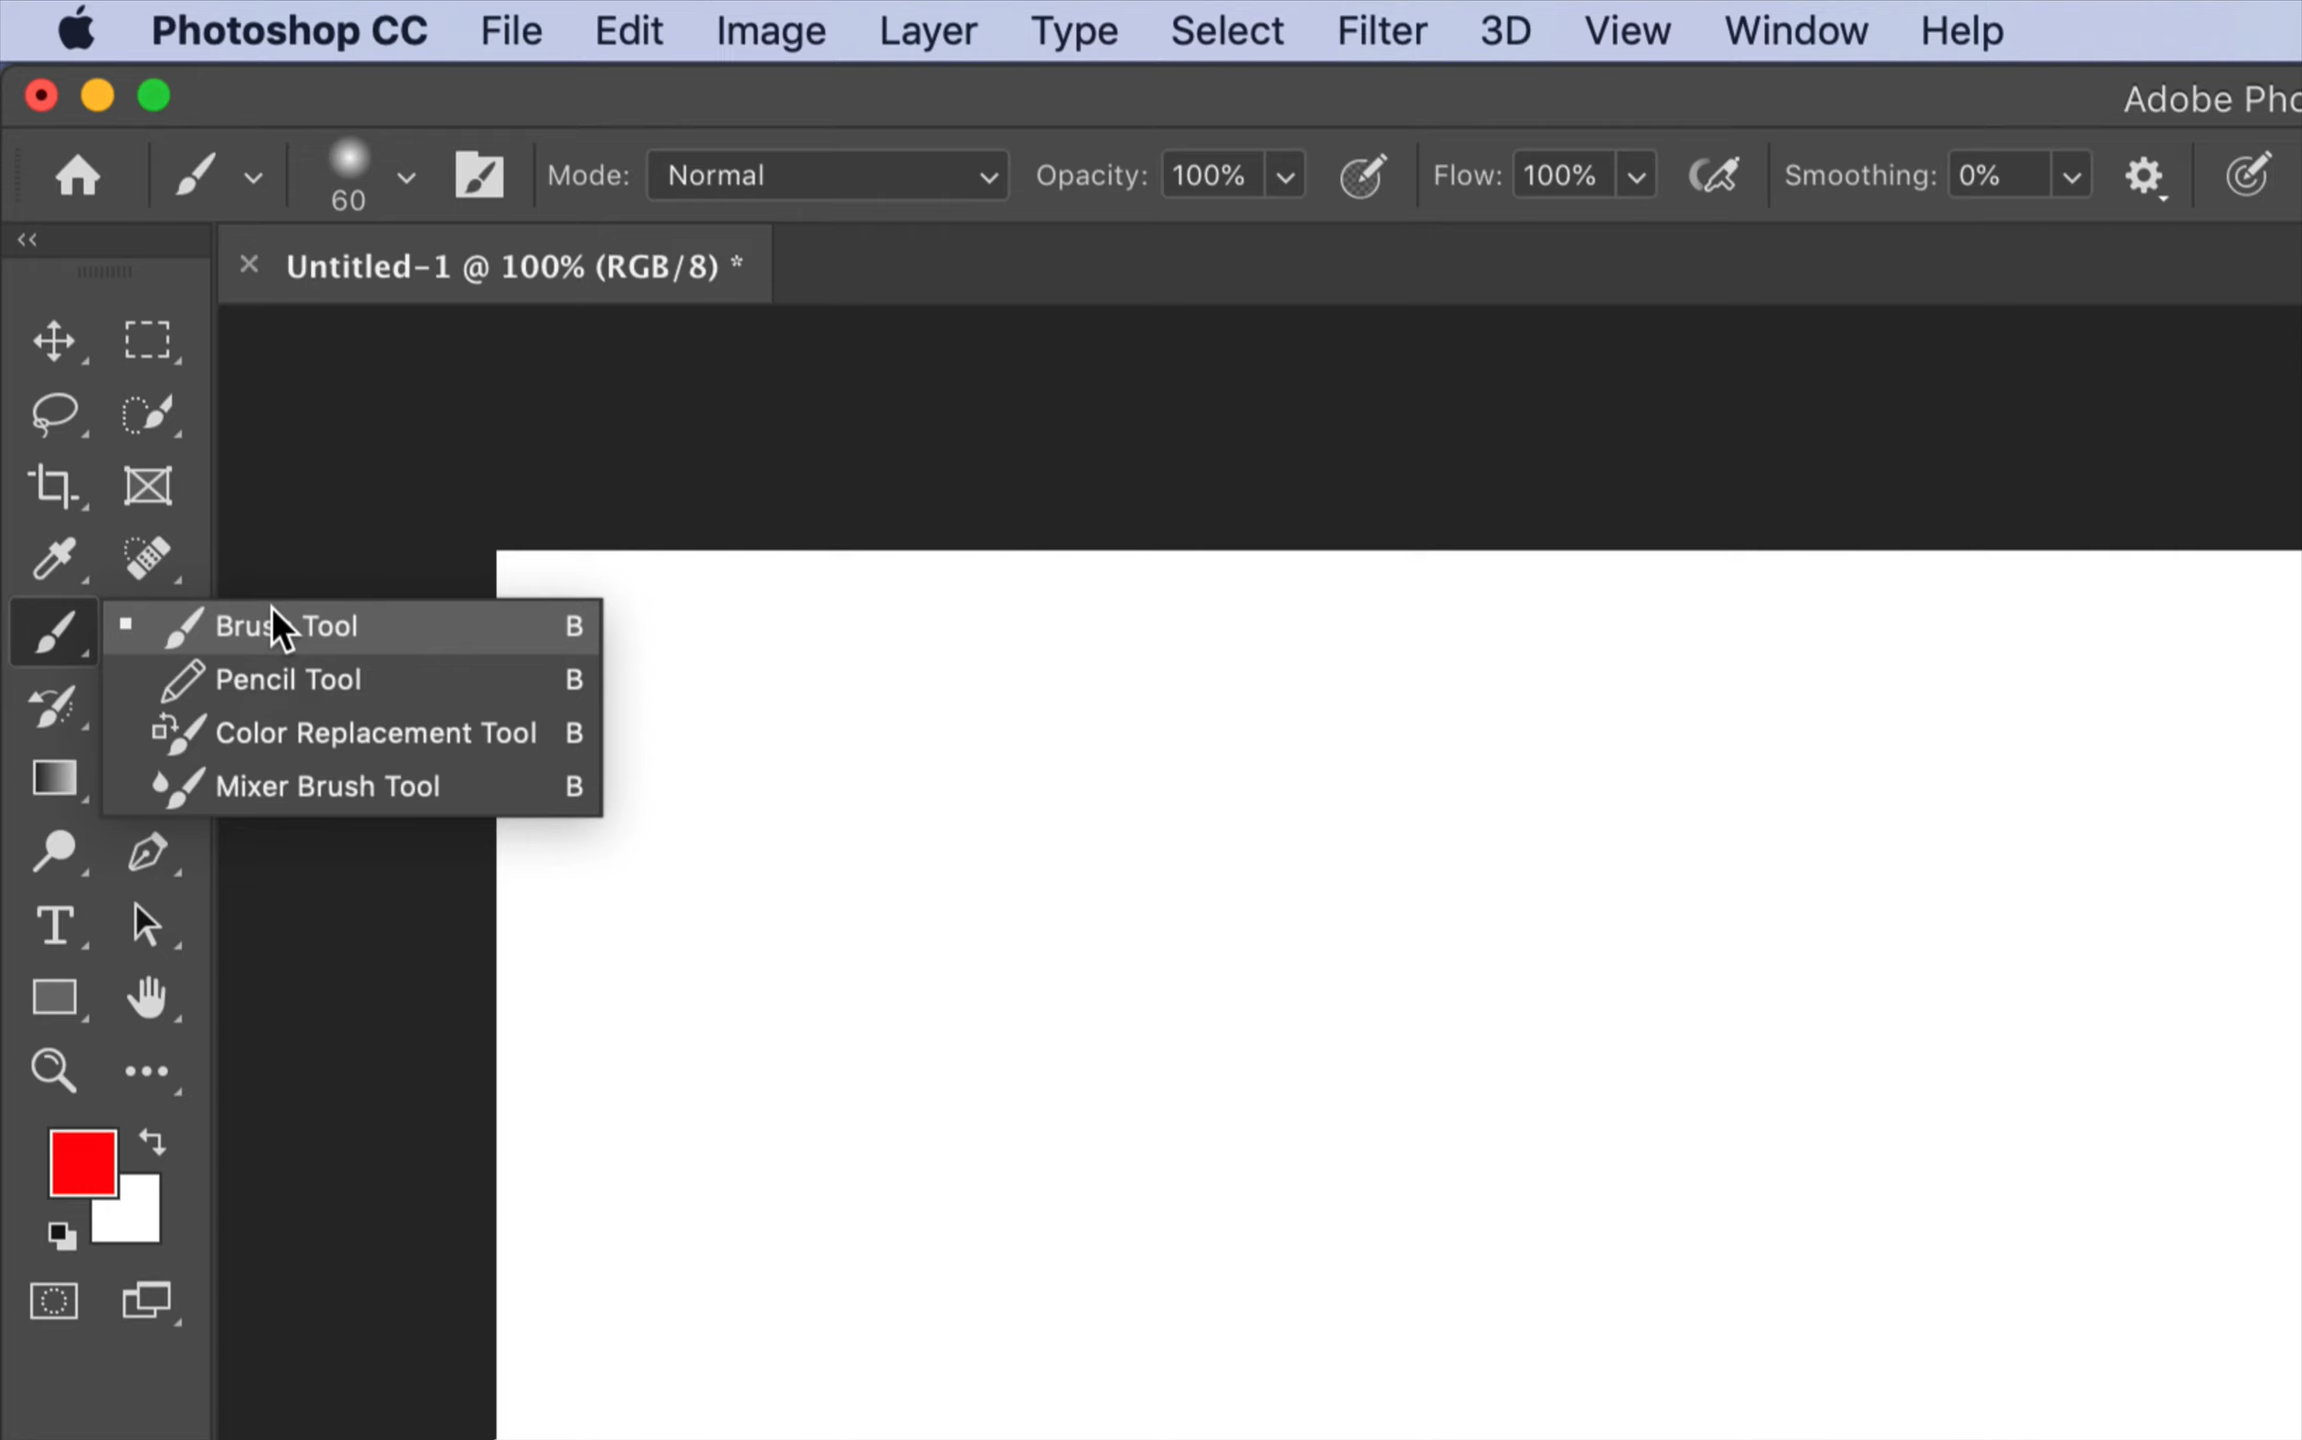 Photoshop CC File Edit Image Layer Type Select Filter 3D View Window Help
Adobe Pho
60 Mode: Normal Opacity: 100% Flow: 100% Smoothing: 0%
Untitled-1 @ 100% (RGB/8) *
Brush Tool B
Pencil Tool B
Color Replacement Tool B
Mixer Brush Tool B